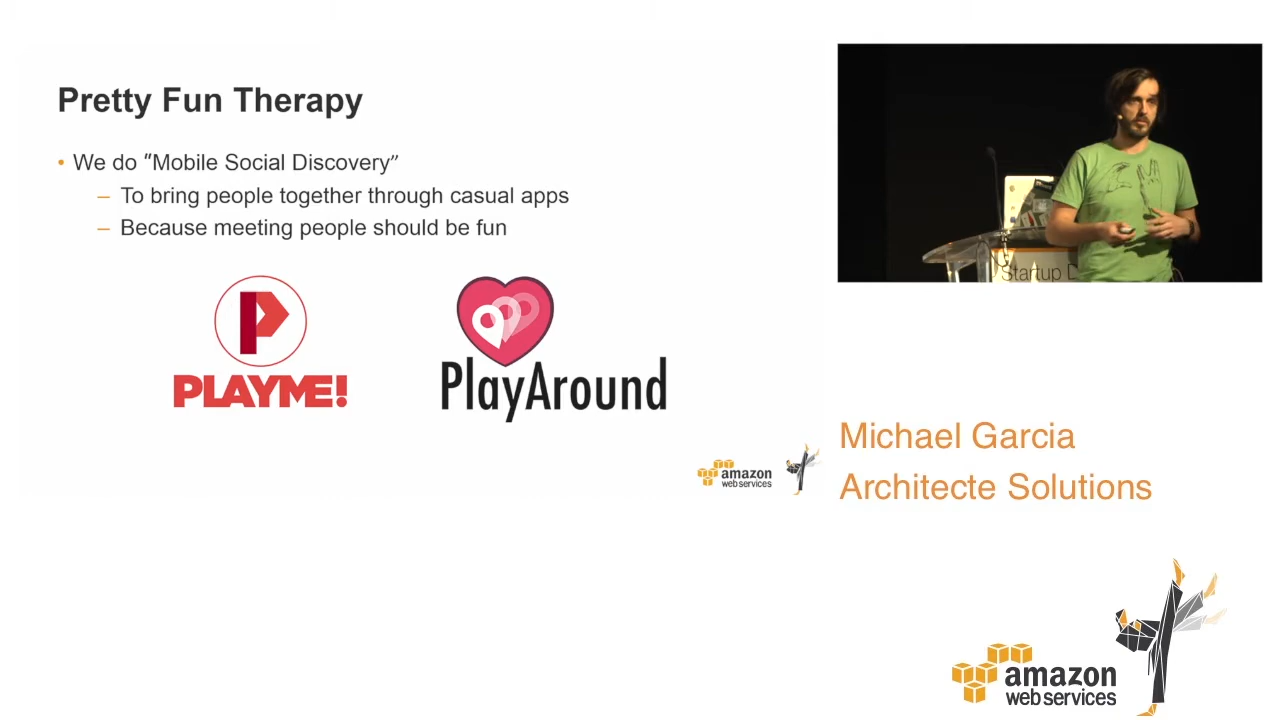 Pretty Fun Therapy
• We do "Mobile Social Discovery”
– To bring people together through casual apps
– Because meeting people should be fun
PLAYME!
PlayAround
amazon
web services
Startup D
Michael Garcia
Architecte Solutions
amazon
web services